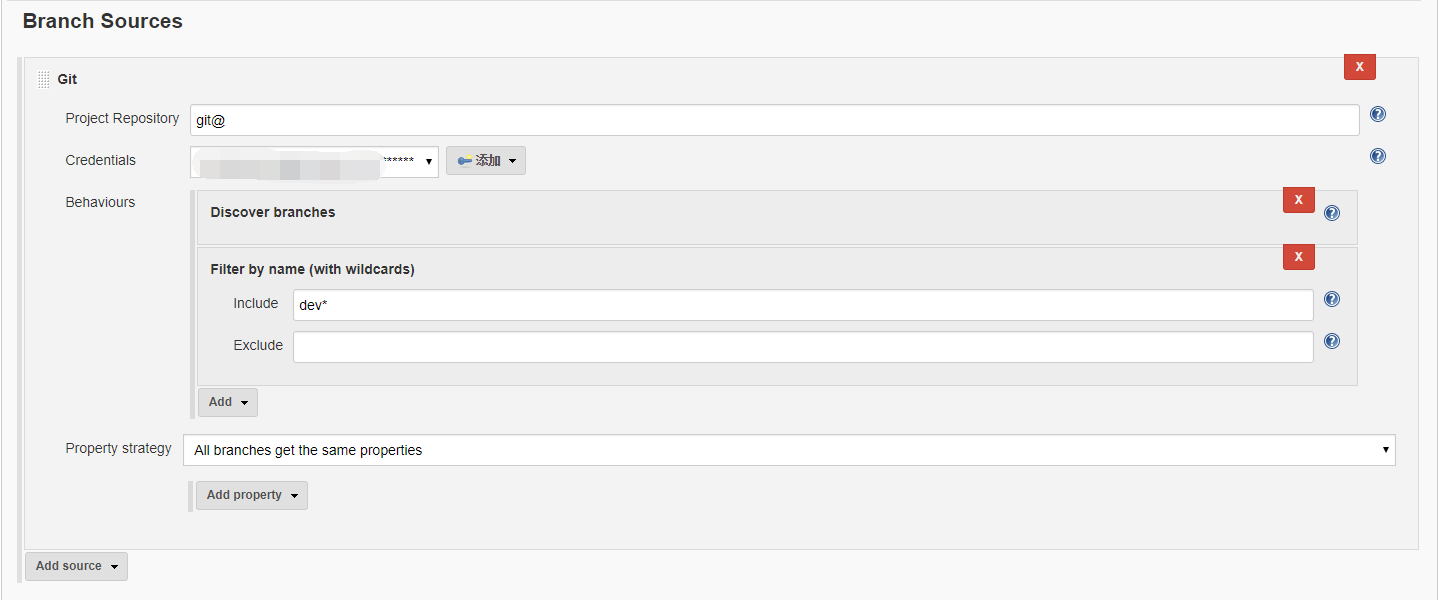 Branch Sources
Git
X
Project Repository
git@
Credentials
****** 添加
Behaviours
Discover branches
X
Filter by name (with wildcards)
X
Include
dev*
Exclude
Add
Property strategy
All branches get the same properties
Add property
Add source